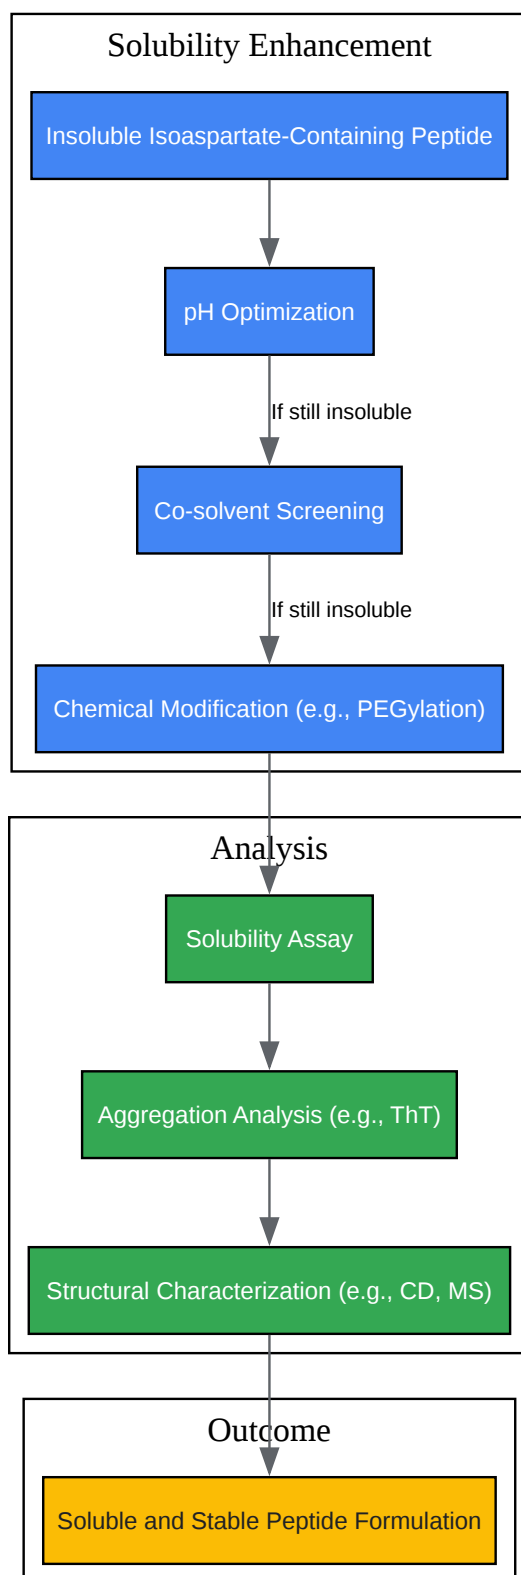 Solubility Enhancement
Insoluble Isoaspartate-Containing Peptide
pH Optimization
If still insoluble
Co-solvent Screening
If still insoluble
Chemical Modification (e.g., PEGylation)
Analysis
Solubility Assay
Aggregation Analysis (e.g., ThT)
Structural Characterization (e.g., CD, MS)
Outcome
Soluble and Stable Peptide Formulation